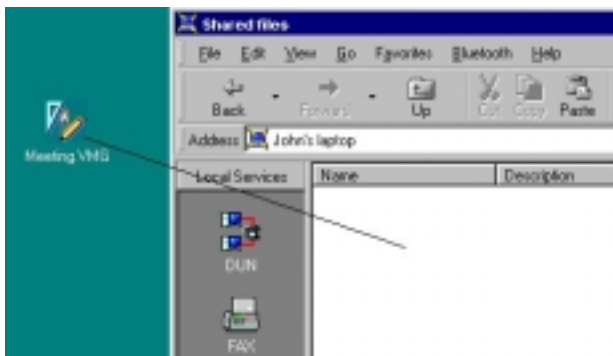 Shared files
File Edit View Go Favorites Bluetooth Help
Back Forward Up Cut Copy Paste
Address John's laptop
Meeting.VMG
Local Services Name Description
DUN
FAX